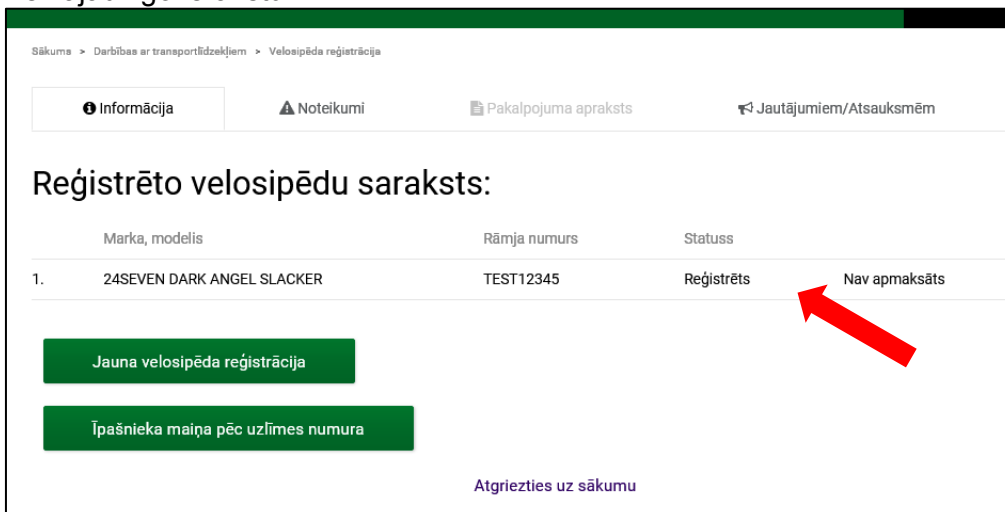 Sākums > Darbības ar transportlīdzekļiem > Velosipēda reģistrācija
Informācija Noteikumi Pakalpojuma apraksts Jautājumiem/Atsauksmēm
Reģistrēto velosipēdu saraksts:
Marka, modelis Rāmja numurs Statuss
1. 24SEVEN DARK ANGEL SLACKER TEST12345 Reģistrēts Nav apmaksāts
Jauna velosipēda reģistrācija
Īpašnieka maiņa pēc uzlīmes numura
Atgriezties uz sākumu